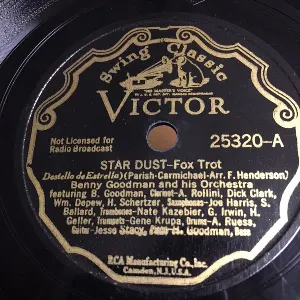 Swing Classic
"HIS MASTER'S VOICE"
VICTOR
Not Licensed for
Radio Broadcast
25320-A
STAR DUST-Fox Trot
Destello de Estrella) (Parish-Carmichael-Arr. F. Henderson)
Benny Goodman and his Orchestra
featuring B. Goodman, Clarinet-A. Rollini, Dick Clark,
Wm. Depew, H. Schertzer, Saxophones-Joe Harris, S.
Ballard, Trombones-Nate Kazebier, G. Irwin, H.
Geller, Trumpets-Gene Krupa, Drums-A. Ruess,
Guitar-Jess Stacy, H. Goodman, Bass
RCA Manufacturing Co., Inc.
Camden, N.J., U.S.A.